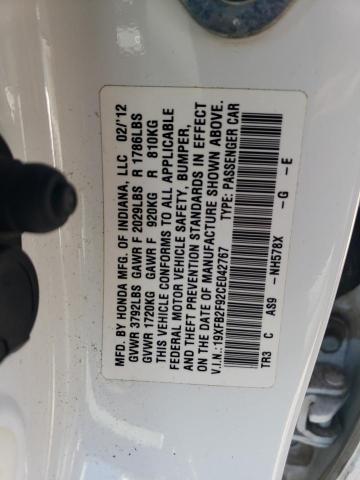 MFD. BY HONDA MFG. OF INDIANA, LLC 02/'12
GVWR 3792LBS GAWR F 2029LBS R 1786LBS
GVWR 1720KG GAWR F 920KG R 810KG
THIS VEHICLE CONFORMS TO ALL APPLICABLE
FEDERAL MOTOR VEHICLE SAFETY, BUMPER,
AND THEFT PREVENTION STANDARDS IN EFFECT
ON THE DATE OF MANUFACTURE SHOWN ABOVE.
V.I.N.: 19XFB2F92CE042767 TYPE: PASSENGER CAR
TR3 C AS9 -NH578X -G -E